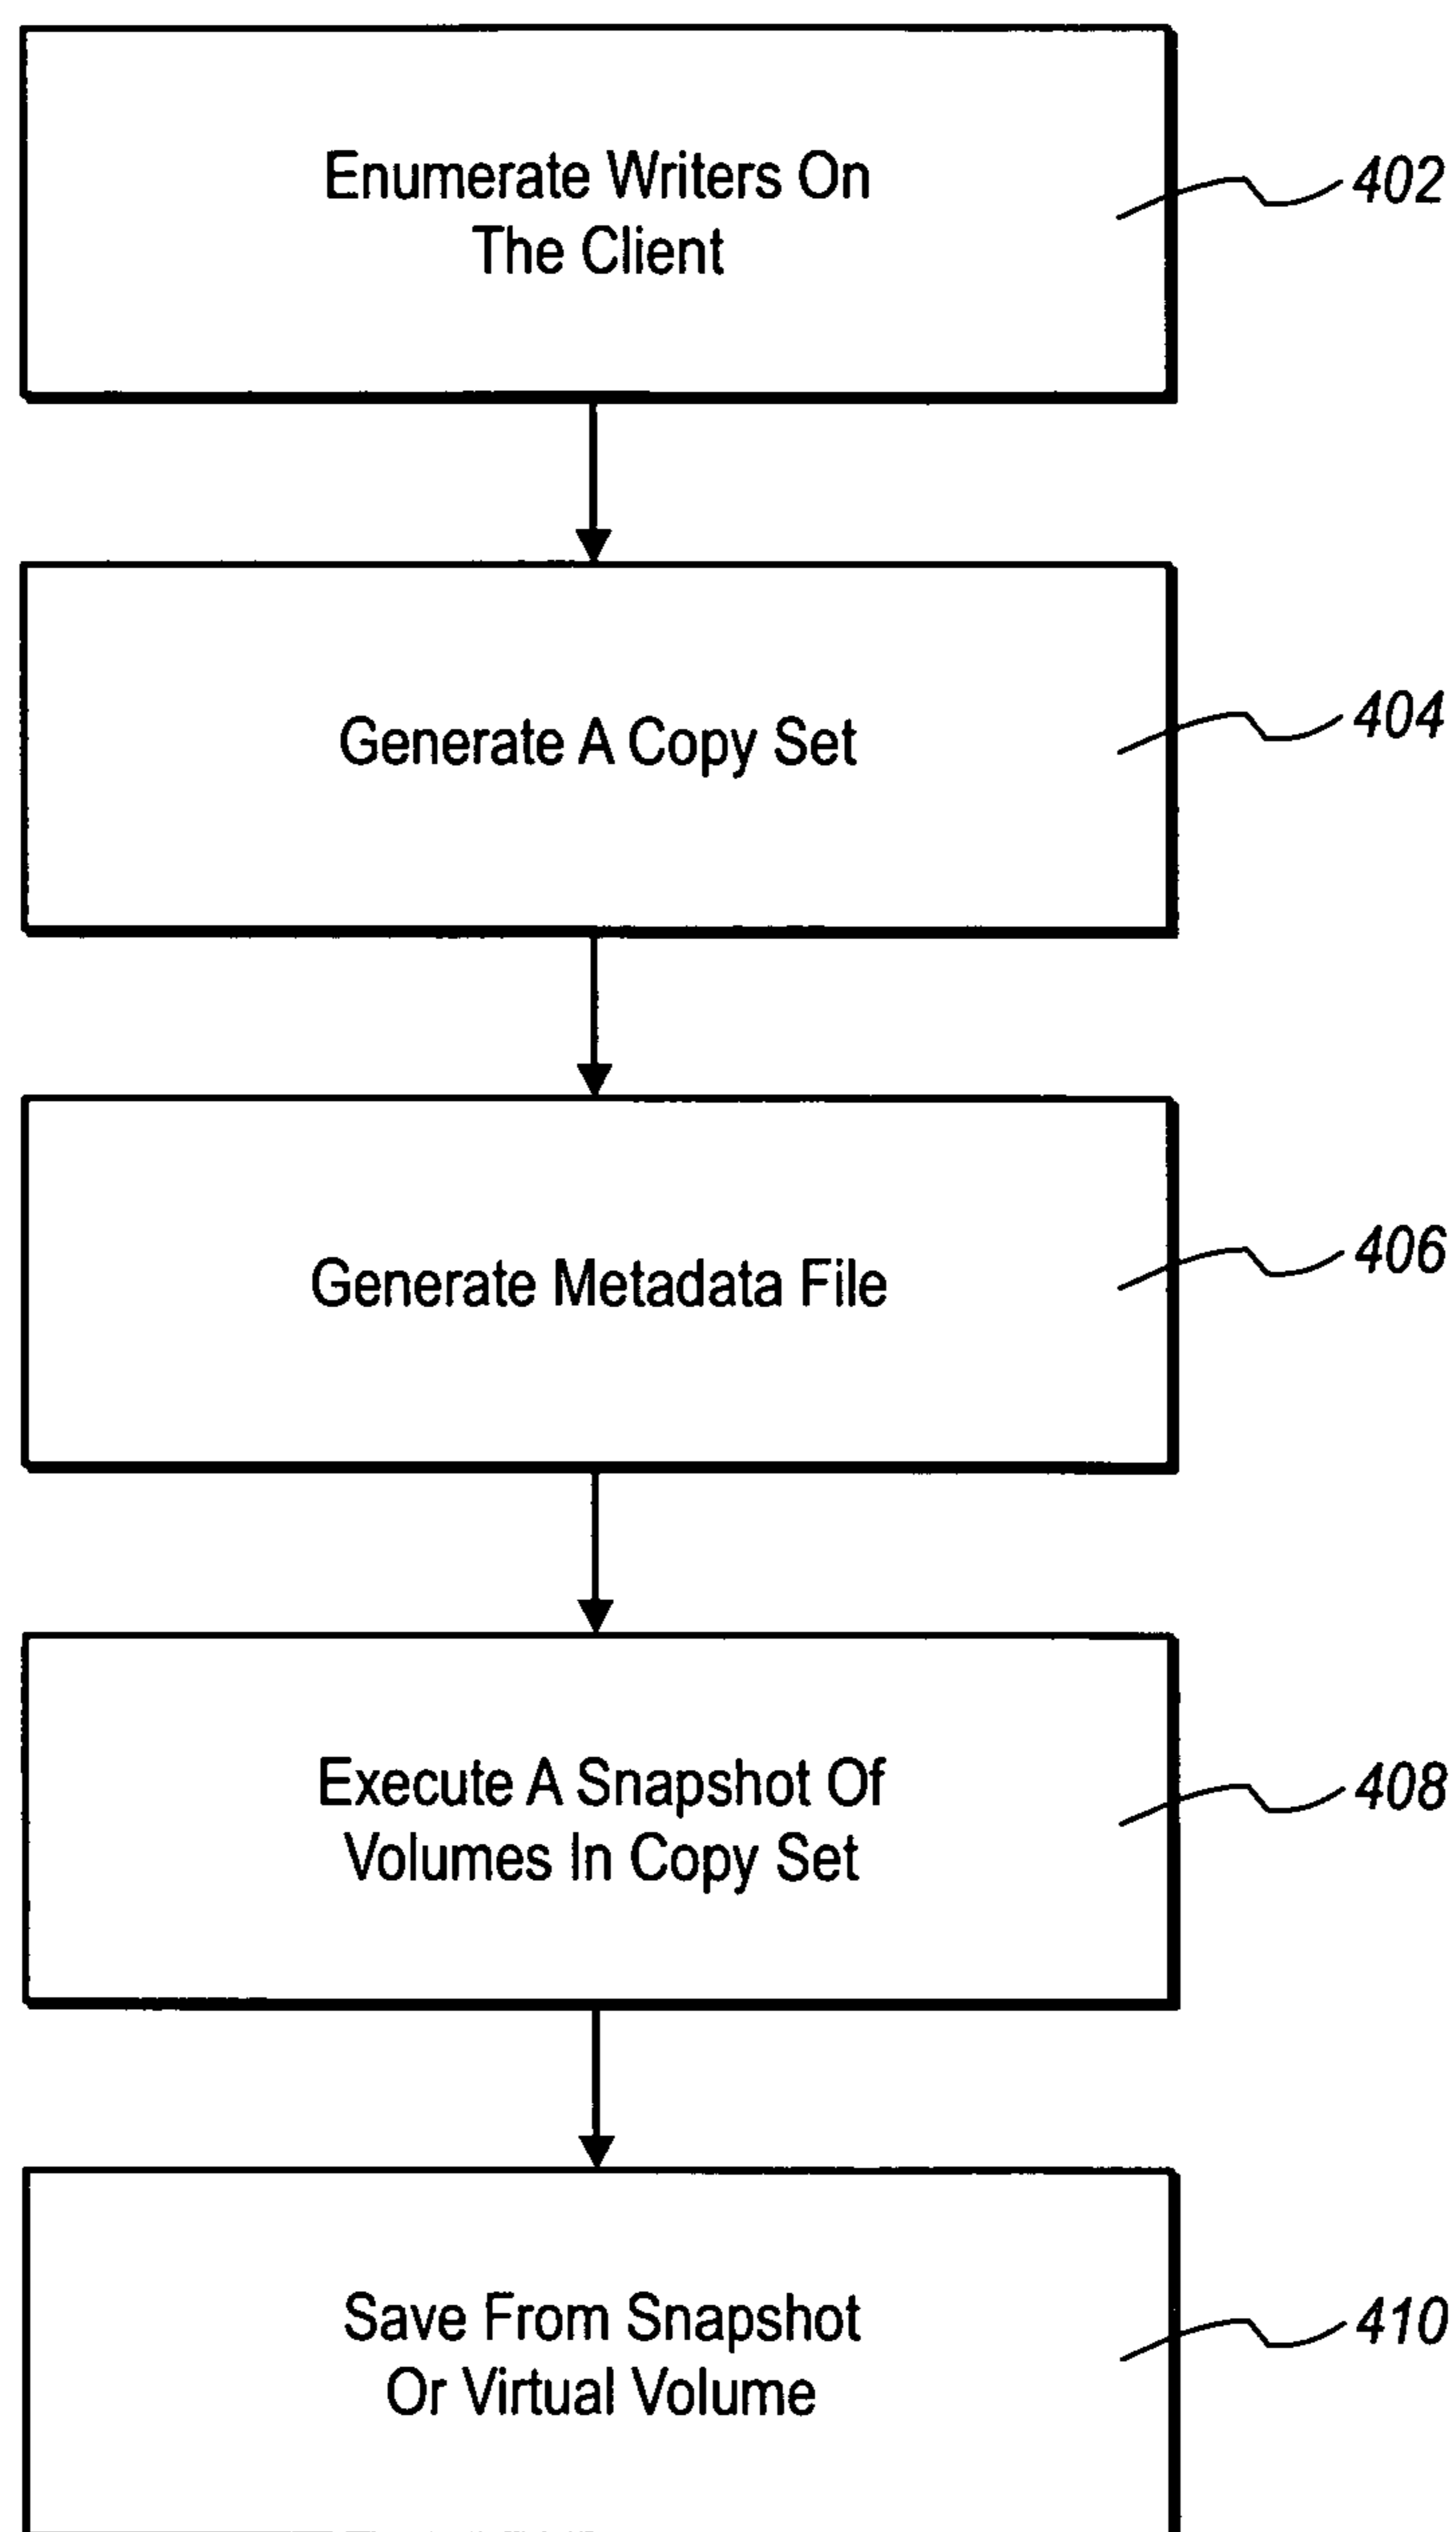 Enumerate Writers On
The Client
402
Generate A Copy Set
404
Generate Metadata File
406
Execute A Snapshot Of
Volumes In Copy Set
408
Save From Snapshot
Or Virtual Volume
410